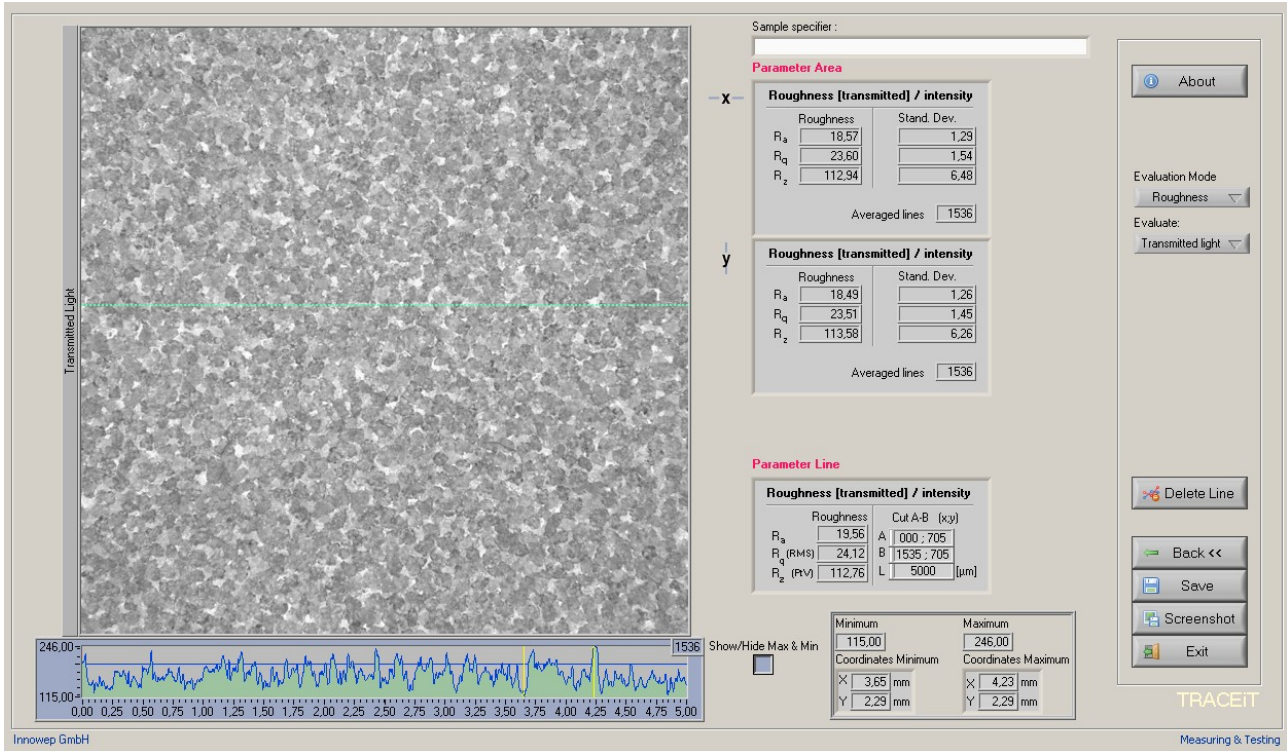 Sample specifier :
Parameter Area
x
Roughness [transmitted] / intensity
Roughness Stand. Dev.
Ra 18,57 1,29
Rq 23,60 1,54
Rz 112,94 6,48
Averaged lines 1536
y
Roughness [transmitted] / intensity
Roughness Stand. Dev.
Ra 18,49 1,26
Rq 23,51 1,45
Rz 113,58 6,26
Averaged lines 1536
Transmittted Light
Parameter Line
Roughness [transmitted] / intensity
Roughness Cut A-B (x;y)
Ra 19,56 A 000 ; 705
Rq (RMS) 24,12 B 1535 ; 705
Rz (PtV) 112,76 L 5000 [µm]
246,00
115,00
1536
0,00 0,25 0,50 0,75 1,00 1,25 1,50 1,75 2,00 2,25 2,50 2,75 3,00 3,25 3,50 3,75 4,00 4,25 4,50 4,75 5,00
Show/Hide Max & Min
Minimum Maximum
115,00 246,00
Coordinates Minimum Coordinates Maximum
X 3,65 mm X 4,23 mm
Y 2,29 mm Y 2,29 mm
About
Evaluation Mode
Roughness
Evaluate:
Transmitted light
Delete Line
Back <<
Save
Screenshot
Exit
TRACEiT
Innowep GmbH
Measuring & Testing